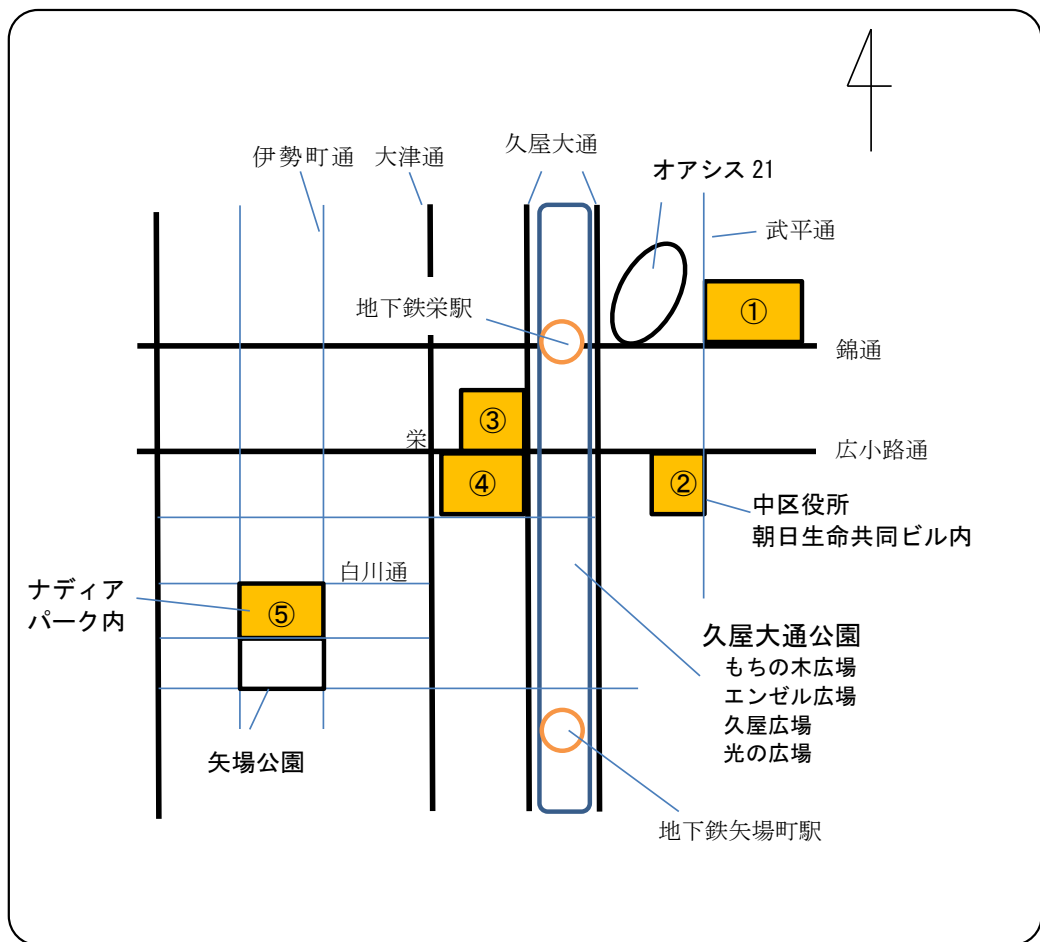 久屋大通
伊勢町通
大津通
オアシス 21
武平通
①
地下鉄栄駅
錦通
③
栄
広小路通
④
②
中区役所
朝日生命共同ビル内
白川通
ナディア
パーク内
⑤
久屋大通公園
もちの木広場
エンゼル広場
久屋広場
光の広場
矢場公園
地下鉄矢場町駅